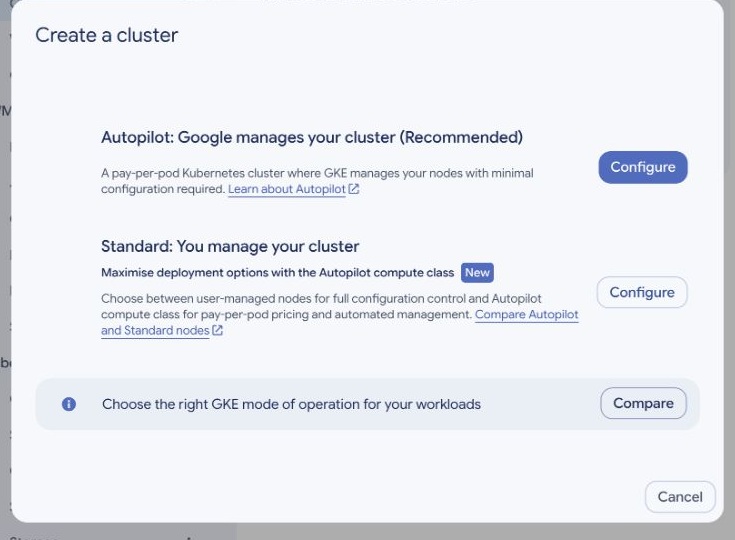 Create a cluster
Autopilot: Google manages your cluster (Recommended)
A pay-per-pod Kubernetes cluster where GKE manages your nodes with minimal
configuration required. Learn about Autopilot
Configure
Standard: You manage your cluster
Maximise deployment options with the Autopilot compute class New
Choose between user-managed nodes for full configuration control and Autopilot
compute class for pay-per-pod pricing and automated management. Compare Autopilot
and Standard nodes
Configure
Choose the right GKE mode of operation for your workloads
Compare
Cancel